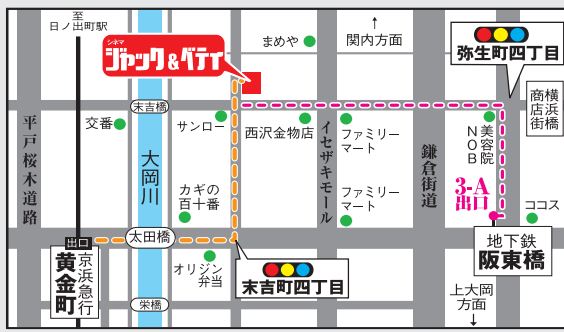 至
日ノ出町駅
シネマ
ジャック&ベティ
まめや
↑
関内方面
弥生町四丁目
末吉橋
交番
サンロー
西沢金物店
ファミリー
マート
美容院
NOB
横浜橋
商店街
平戸桜木道路
大岡川
イセザキモール
鎌倉街道
カギの
百十番
ファミリー
マート
3-A
出口
ココス
出口
太田橋
京浜急行
黄金町
オリジン
弁当
末吉町四丁目
地下鉄
阪東橋
栄橋
上大岡
方面
↓